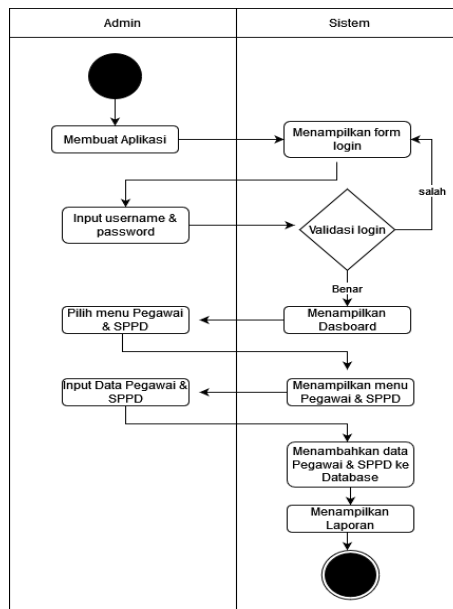 Admin
Sistem
Membuat Aplikasi
Menampilkan form
login
salah
Input username &
password
Validasi login
Benar
Pilih menu Pegawai
& SPPD
Menampilkan
Dasboard
Input Data Pegawai &
SPPD
Menampilkan menu
Pegawai & SPPD
Menambahkan data
Pegawai & SPPD ke
Database
Menampilkan
Laporan